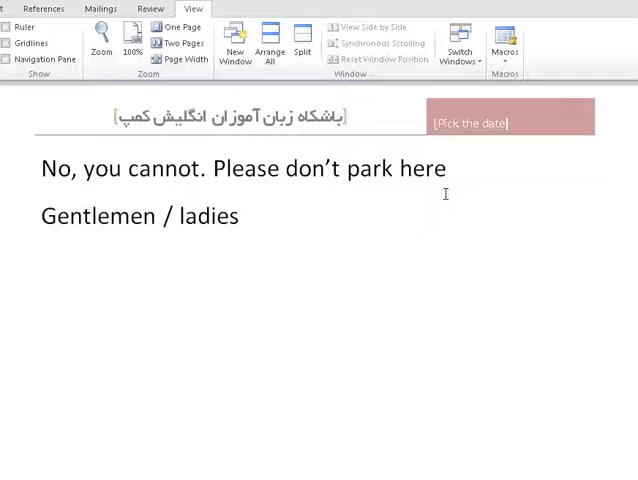 References Mailings Review View
Ruler
Gridlines
Navigation Pane
Show
Zoom
100%
One Page
Two Pages
Page Width
Zoom
New Window
Arrange All
Split
View Side by Side
Synchronous Scrolling
Reset Window Position
Window
Switch Windows
Macros
Macros
[باشگاه زبان آموزان انگلیش کمپ]
[Pick the date]
No, you cannot. Please don’t park here
Gentlemen / ladies